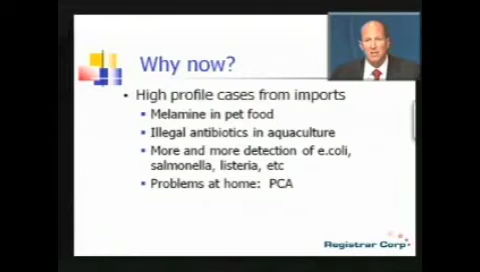 Why now?
High profile cases from imports
Melamine in pet food
Illegal antibiotics in aquaculture
More and more detection of e.coli,
salmonella, listeria, etc
Problems at home: PCA
Registrar Corp